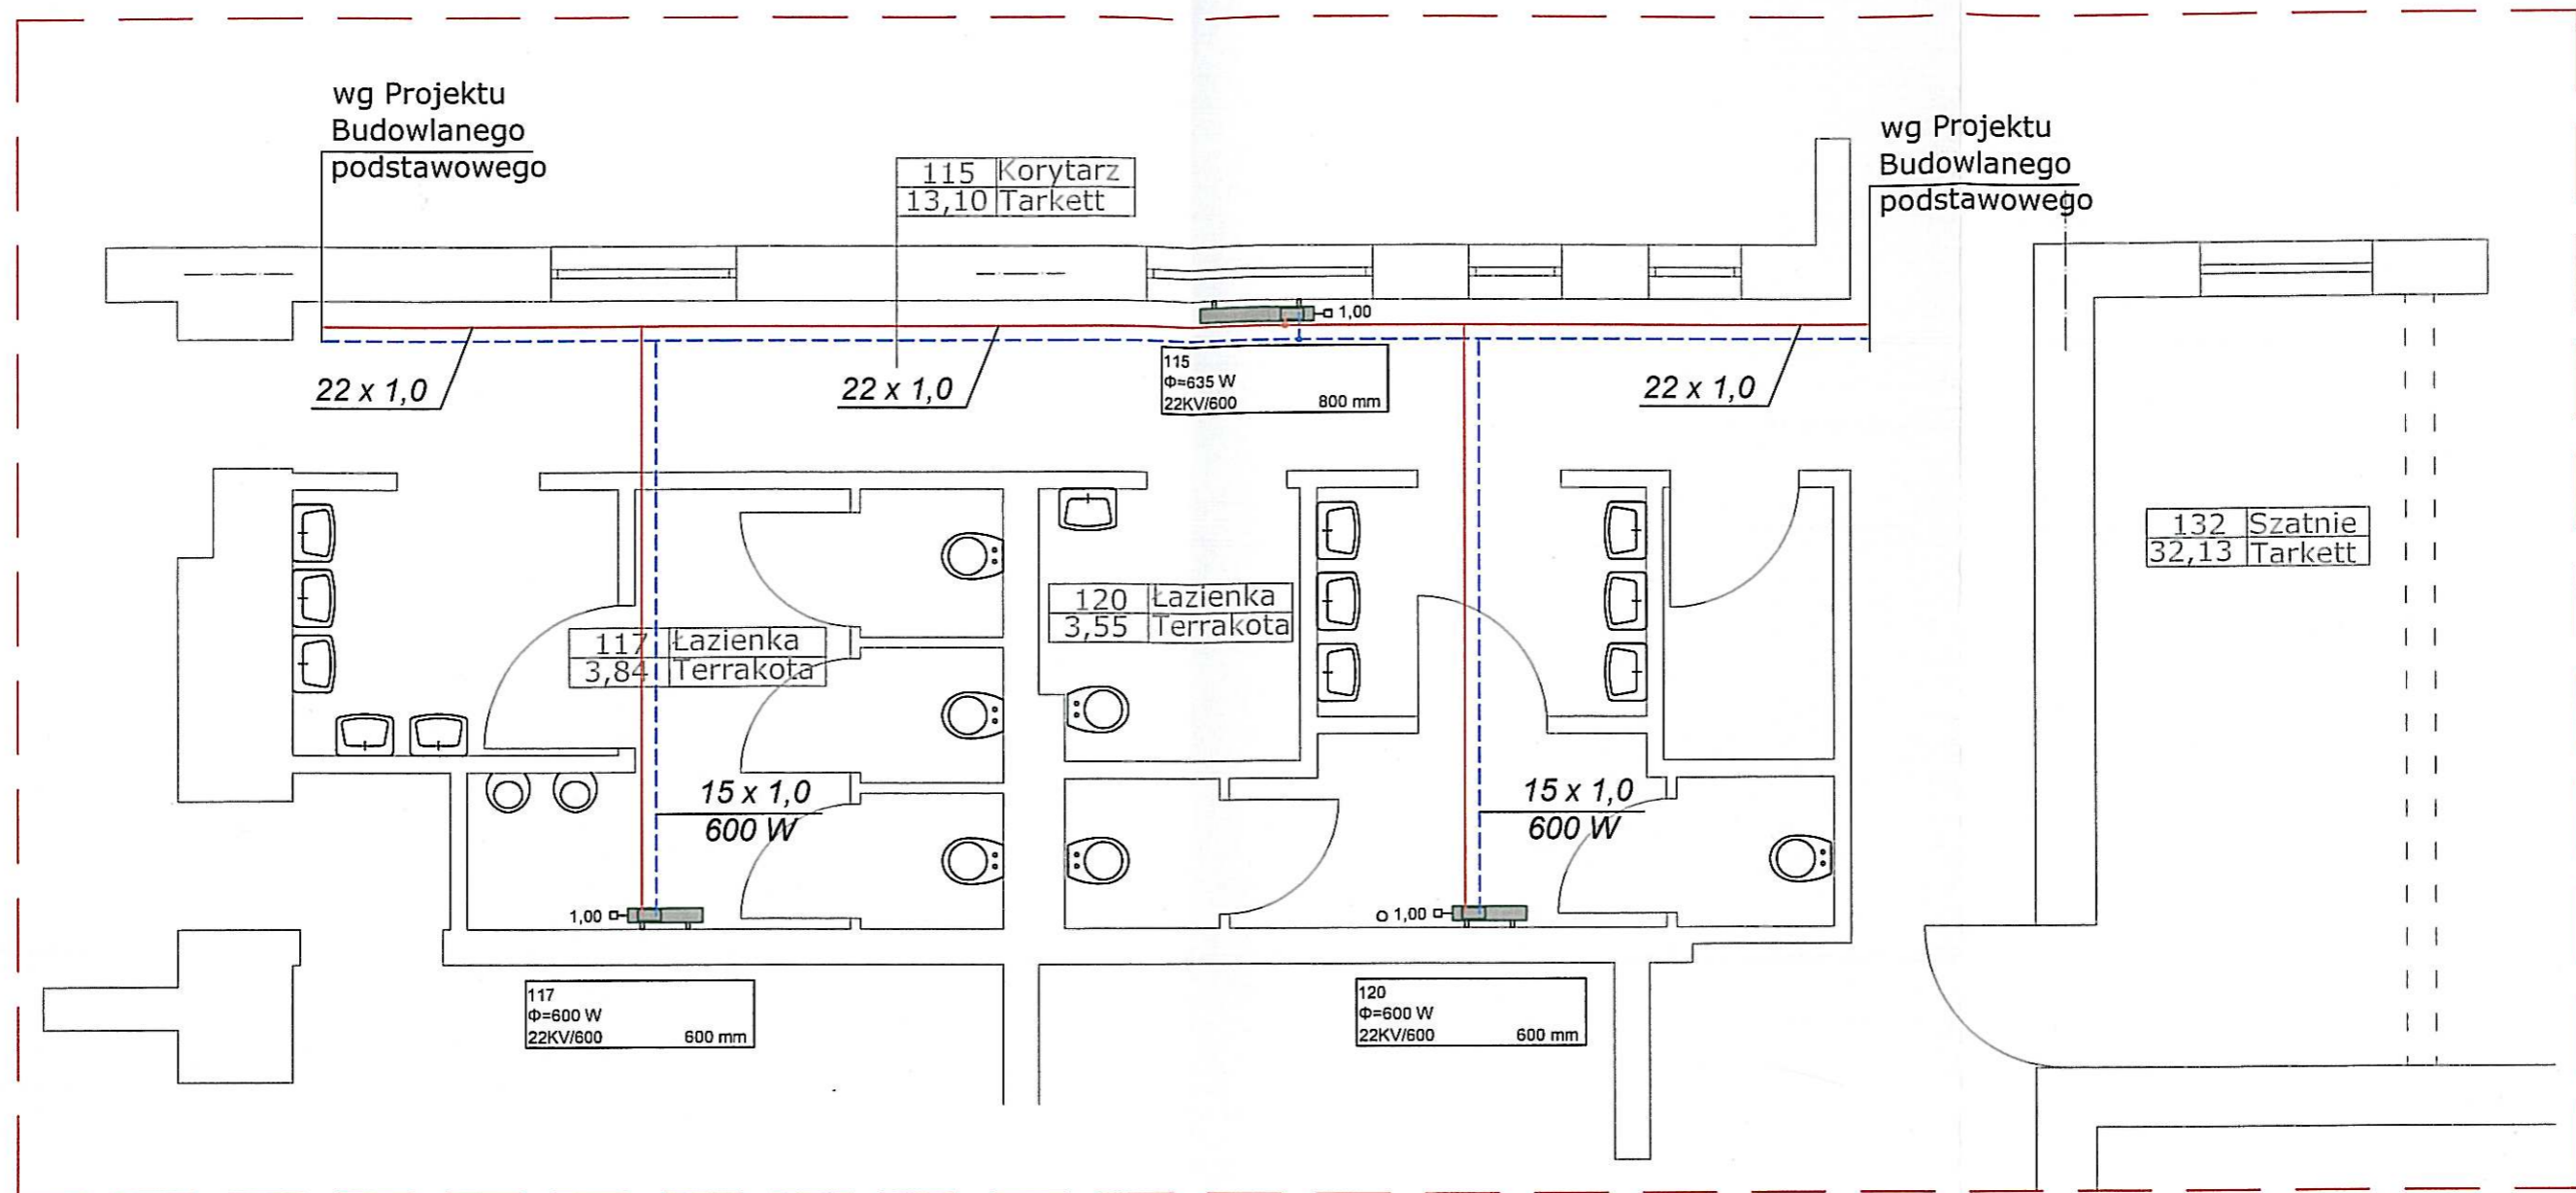 wg Projektu
Budowlanego
podstawowego
wg Projektu
Budowlanego
podstawowego
115 Korytarz
13,10 Tarkett
1,00
22 x 1,0
22 x 1,0
22 x 1,0
115
Φ=635 W
22KV/600 800 mm
132 Szatnie
32,13 Tarkett
120 Łazienka
3,55 Terrakota
117 Łazienka
3,84 Terrakota
15 x 1,0
600 W
15 x 1,0
600 W
1,00
1,00
117
Φ=600 W
22KV/600 600 mm
120
Φ=600 W
22KV/600 600 mm